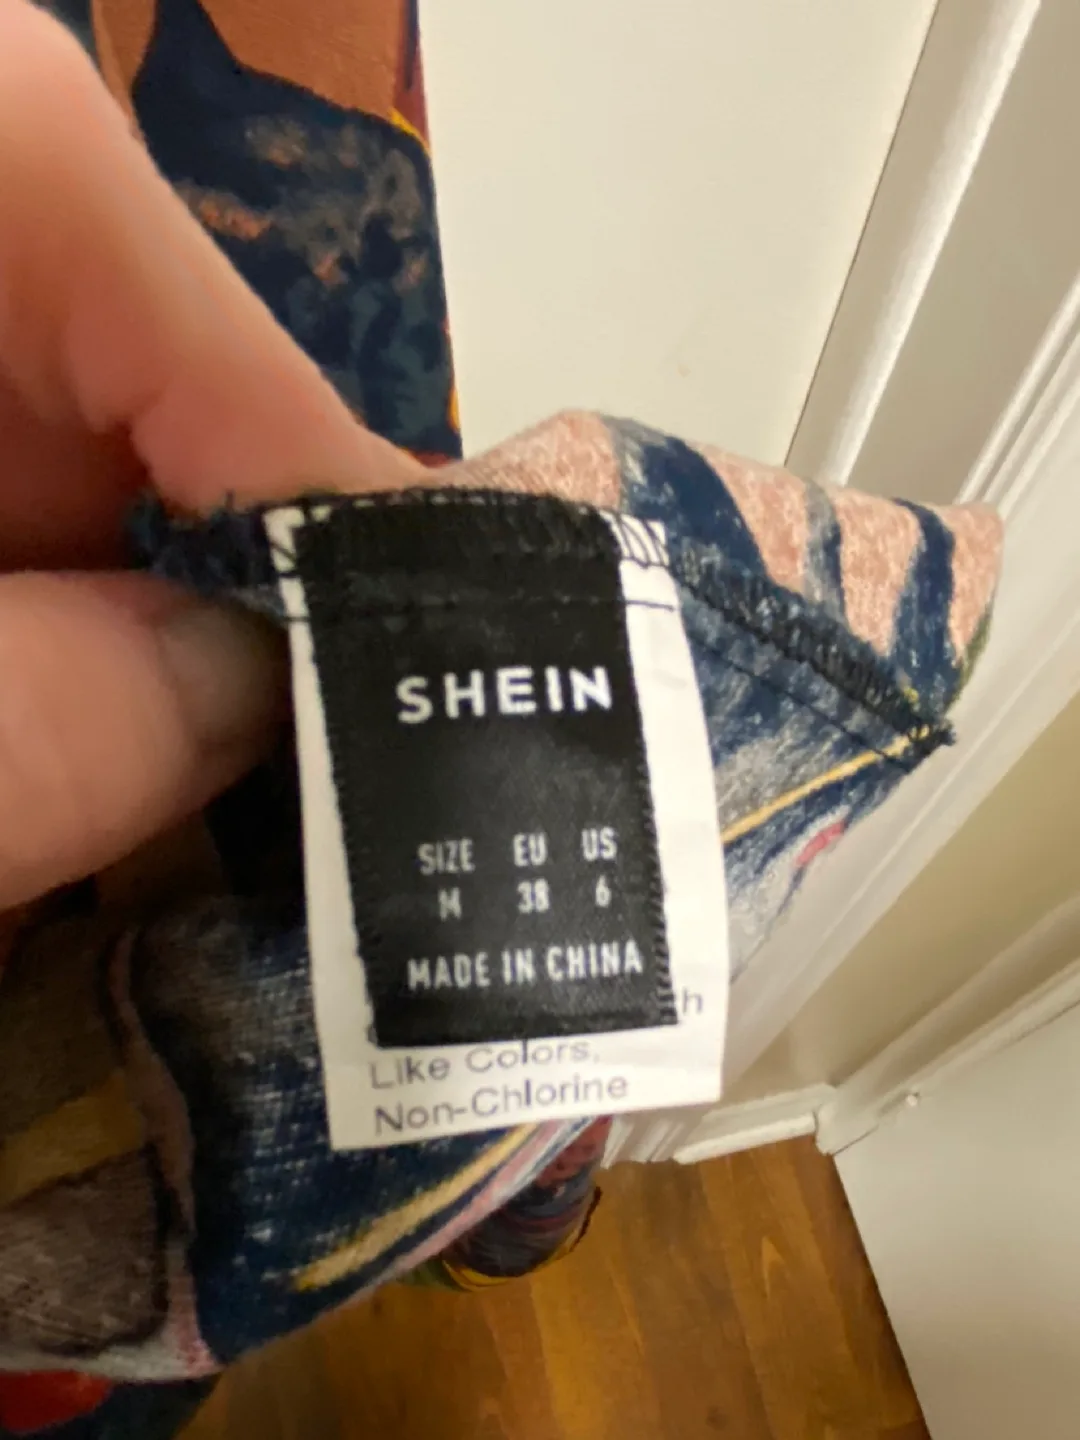 SHEIN
SIZE EU US
M 38 6
MADE IN CHINA
h
Like Colors,
Non-Chlorine